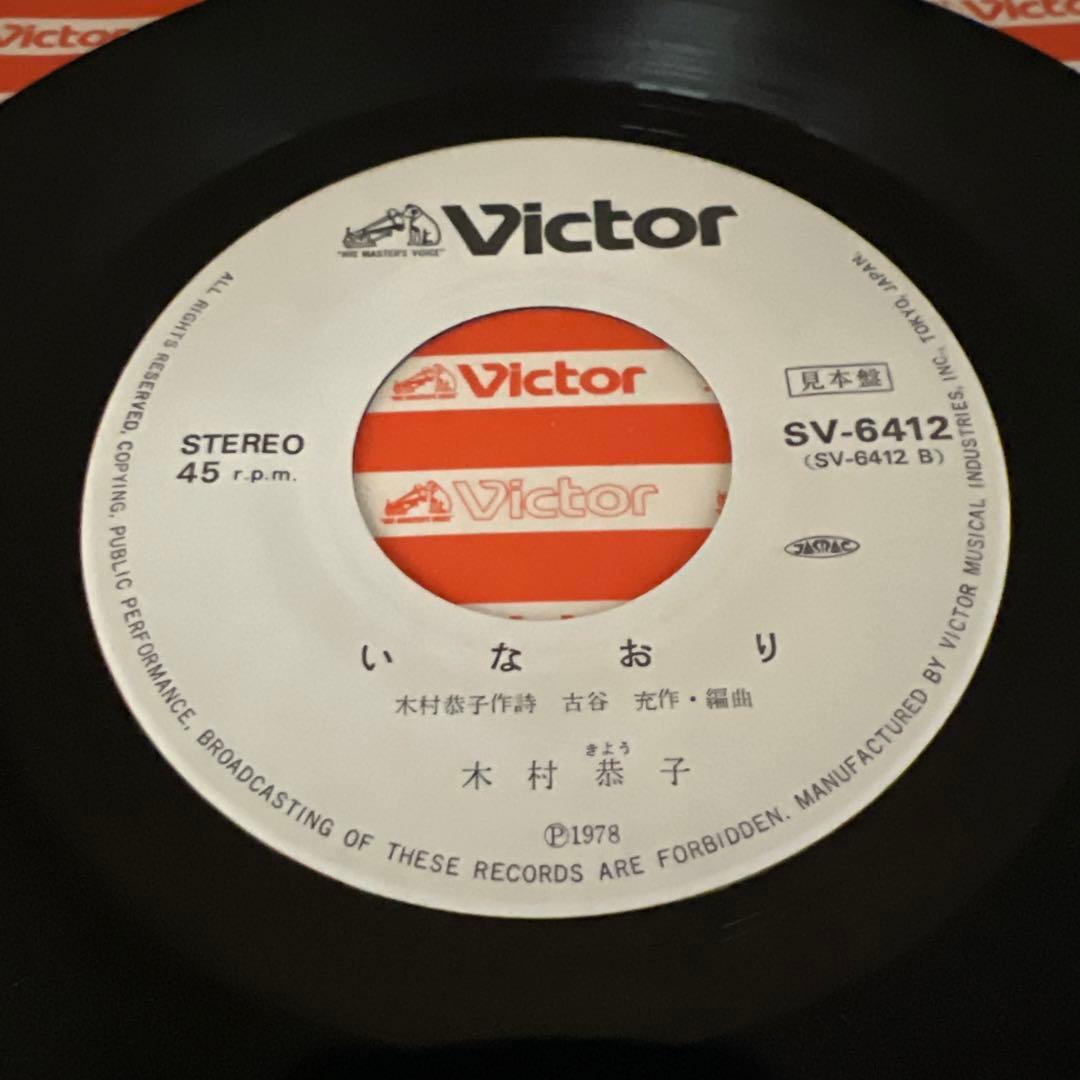 Victor
Victor
Victor
"HIS MASTER'S VOICE"
Victor
Victor
STEREO
45 r.p.m.
見本盤
SV-6412
(SV-6412 B)
JASRAC
いなおり
木村恭子作詩 古谷 充作・編曲
きよう
木村恭子
Ⓟ1978
ALL RIGHTS RESERVED, COPYING, PUBLIC PERFORMANCE, BROADCASTING OF THESE RECORDS ARE FORBIDDEN. MANUFACTURED BY VICTOR MUSICAL INDUSTRIES, INC., TOKYO, JAPAN.